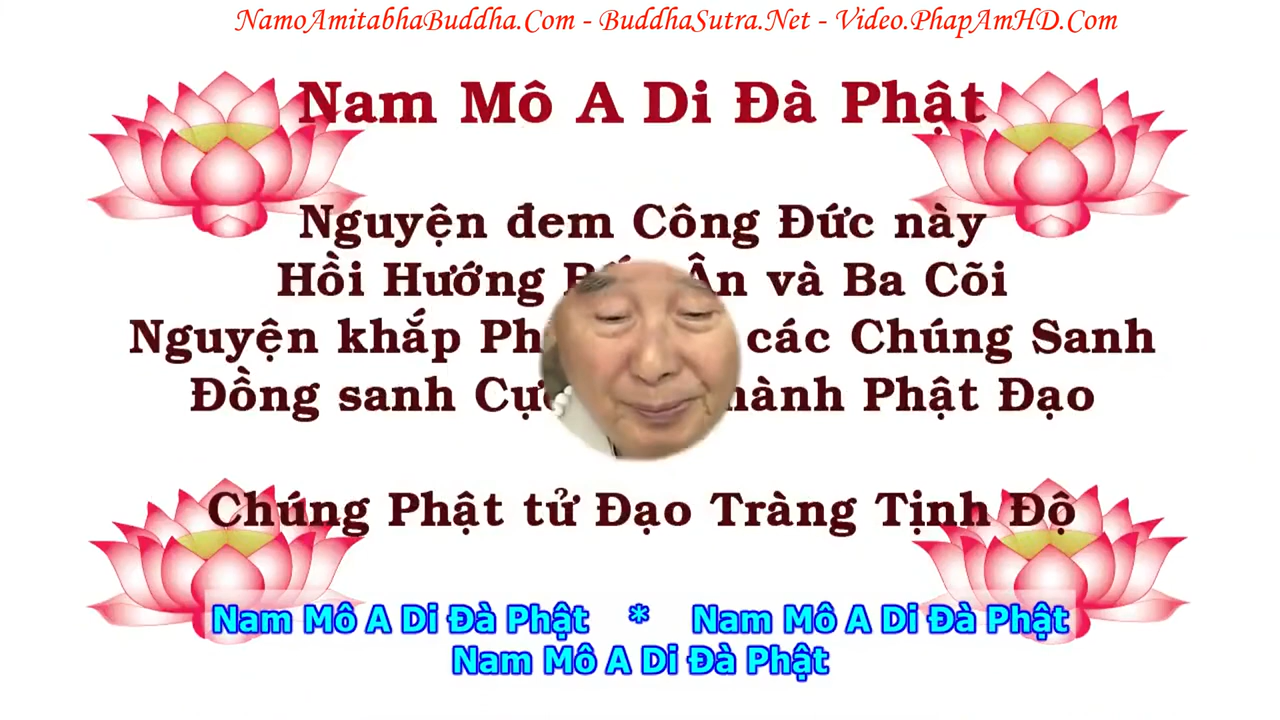 NamoAmitabhaBuddha.Com - BuddhaSutra.Net - Video.PhapAmHD.Com
Nam Mô A Di Đà Phật
Nguyện đem Công Đức này
Hồi Hướng Ân và Ba Cõi
Nguyện khắp các Chúng Sanh
Đồng sanh Phật Đạo
Chúng Phật tử Đạo Tràng Tịnh Độ
Nam Mô A Di Đà Phật * Nam Mô A Di Đà Phật
Nam Mô A Di Đà Phật